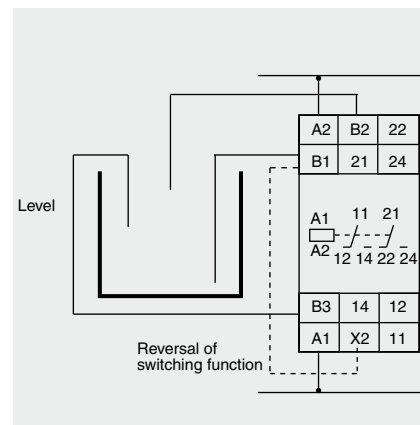 A2 B2 22
B1 21 24
Level
A1 11 21
A2 12 14 22 24
B3 14 12
A1 X2 11
Reversal of
switching function